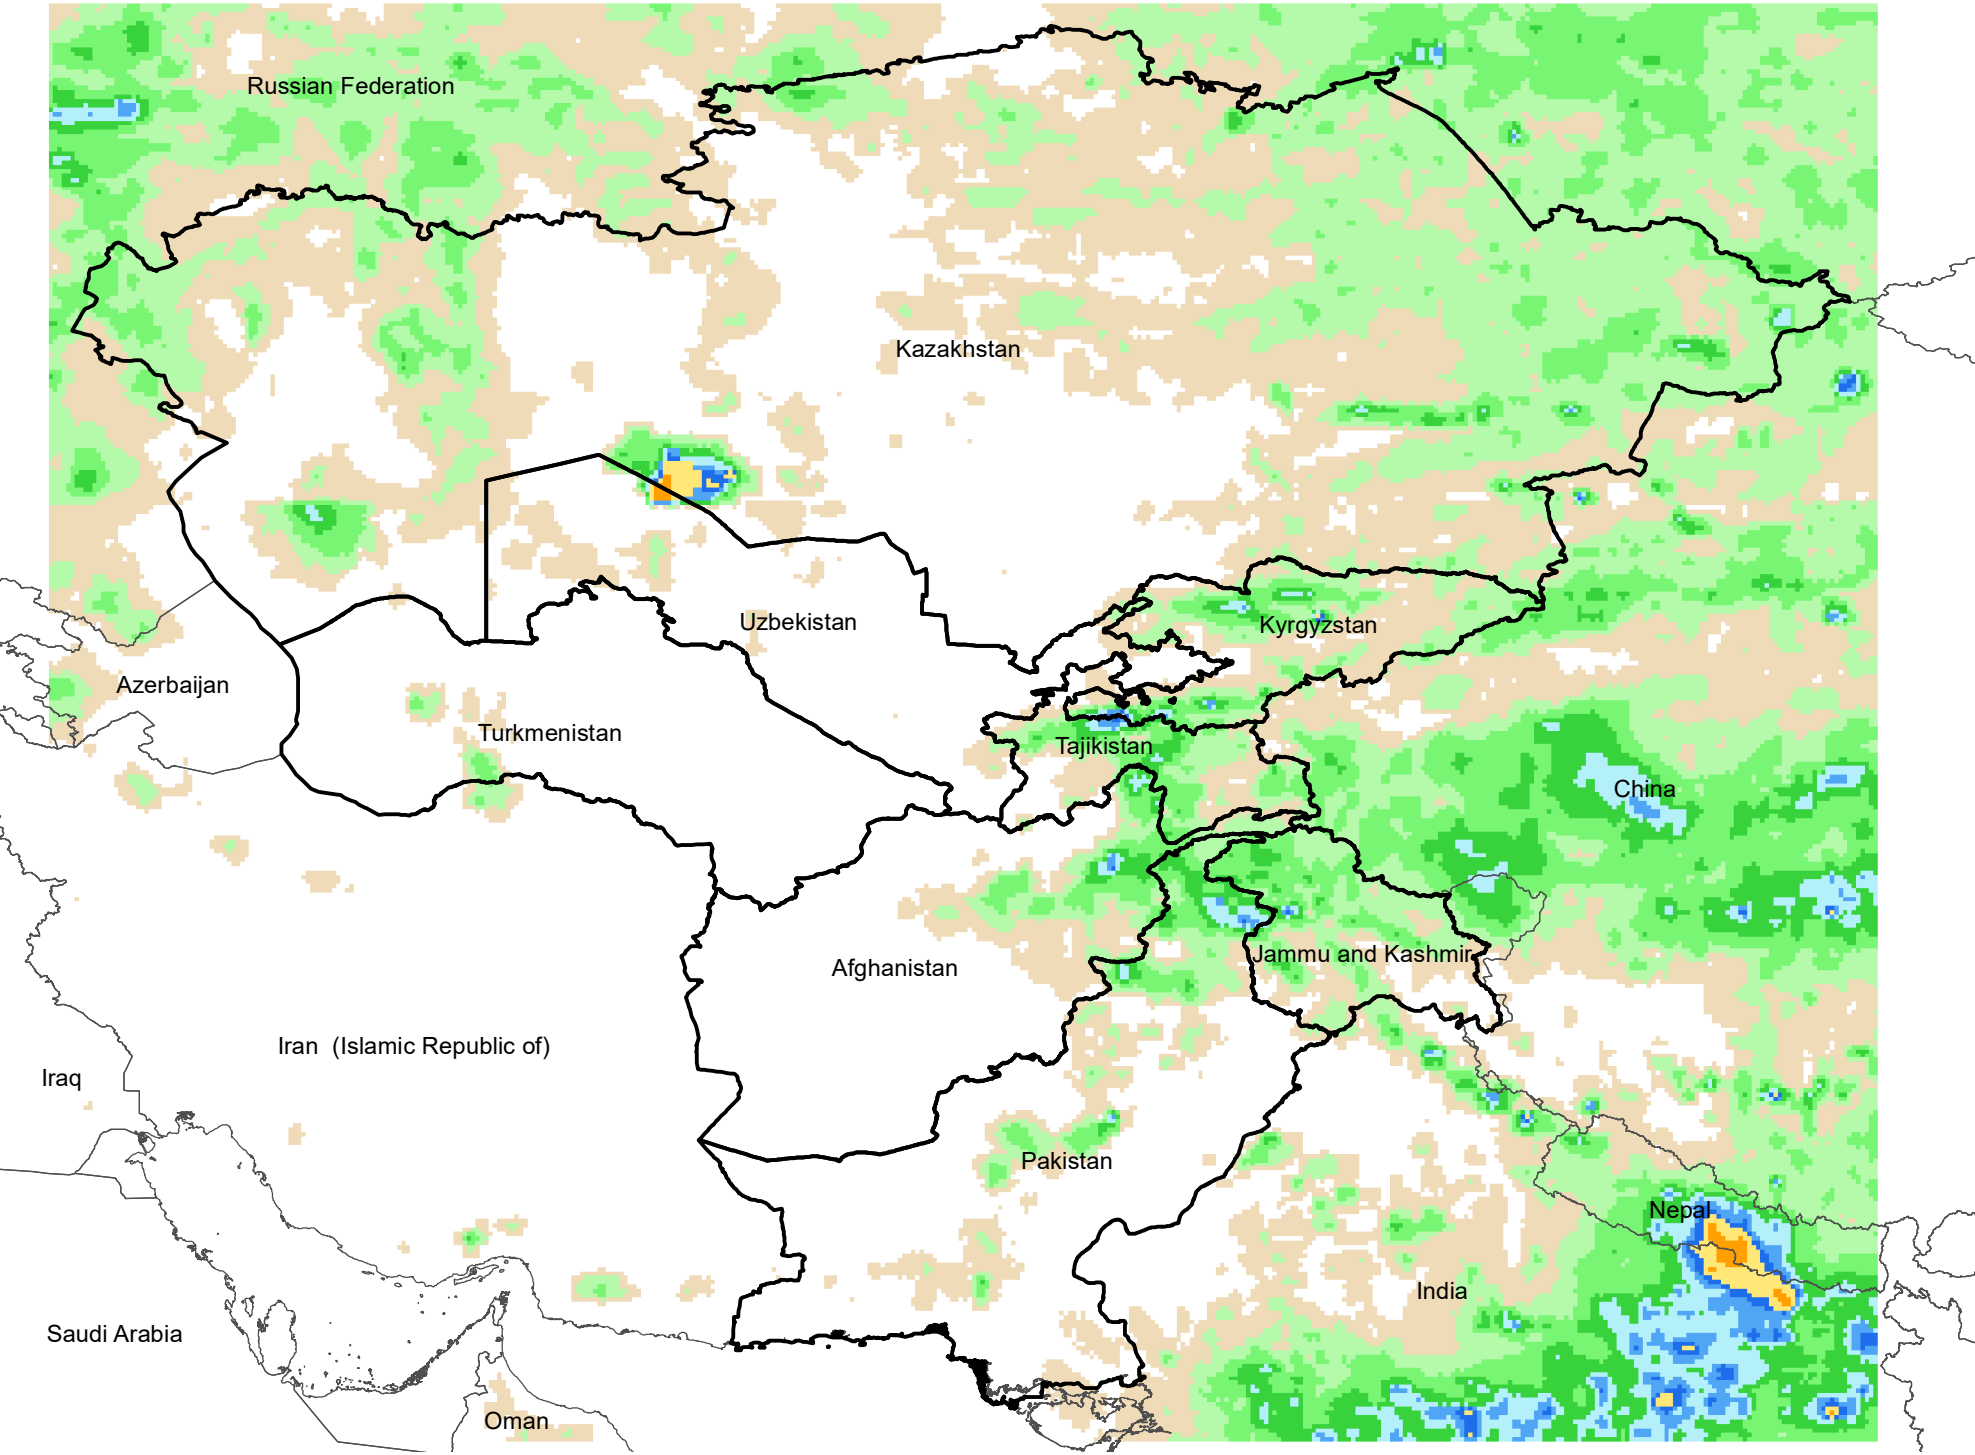 Russian Federation
Kazakhstan
Uzbekistan
Kyrgyzstan
Azerbaijan
Turkmenistan
Tajikistan
China
Afghanistan
Jammu and Kashmir
Iran  (Islamic Republic of)
Iraq
Pakistan
Nepal
India
Saudi Arabia
Oman